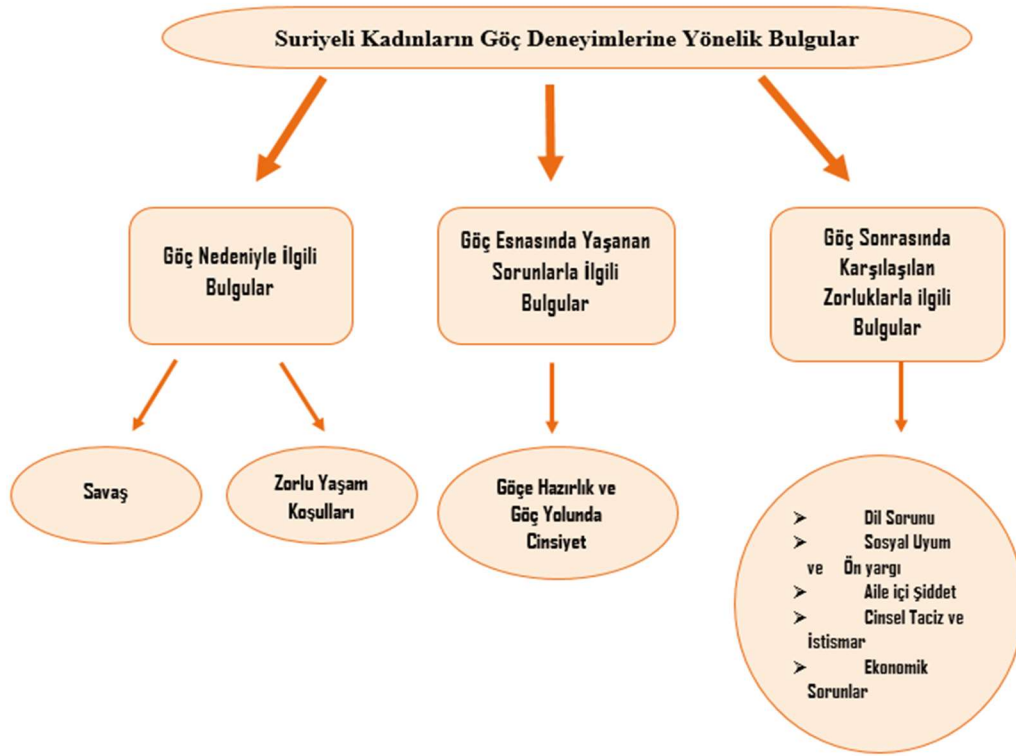 Suriyeli Kadınların Göç Deneyimlerine Yönelik Bulgular
Göç Nedeniyle İlgili
Bulgular
Göç Esnasında Yaşanan
Sorunlarla İlgili
Bulgular
Göç Sonrasında
Karşılaşılan
Zorluklarla ilgili
Bulgular
Savaş
Zorlu Yaşam
Koşulları
Göçe Hazırlık ve
Göç Yolunda
Cinsiyet
➢ Dil Sorunu
➢ Sosyal Uyum
ve Ön yargı
➢ Aile içi Şiddet
➢ Cinsel Taciz ve
İstismar
➢ Ekonomik
Sorunlar